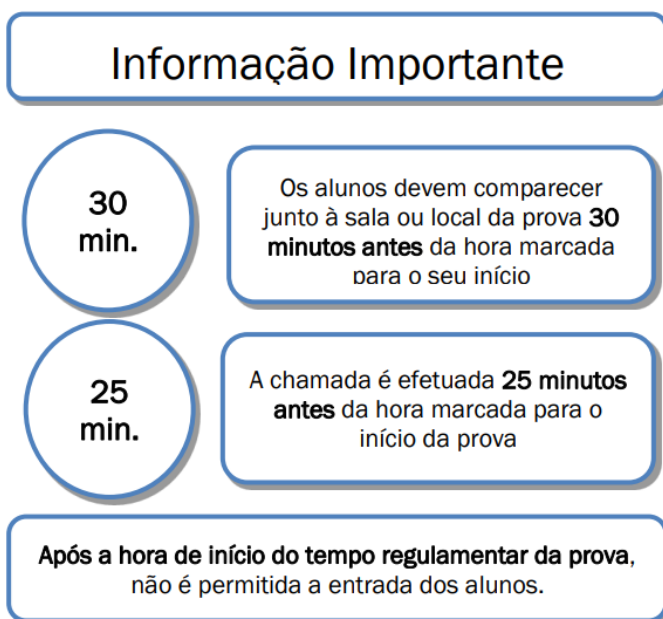 Informação Importante
30
min.
Os alunos devem comparecer
junto à sala ou local da prova 30
minutos antes da hora marcada
para o seu início
25
min.
A chamada é efetuada 25 minutos
antes da hora marcada para o
início da prova
Após a hora de início do tempo regulamentar da prova,
não é permitida a entrada dos alunos.